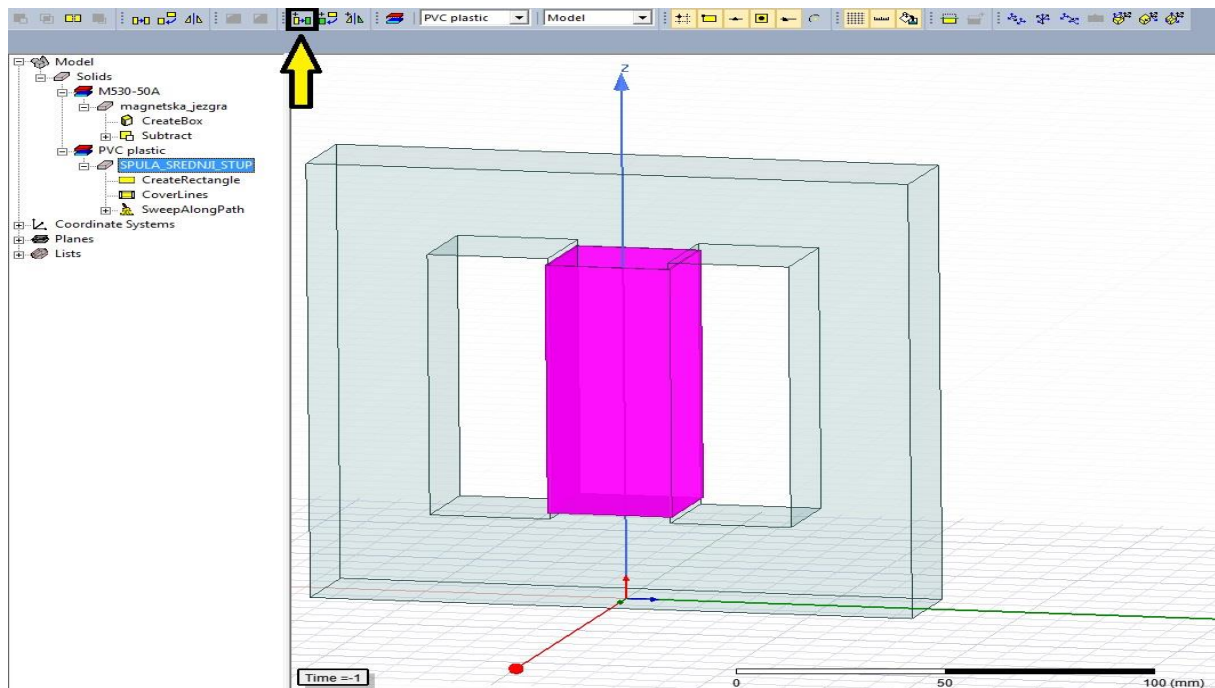 PVC plastic Model
Model
Solids
M530-50A
magnetska_jezgra
CreateBox
Subtract
PVC plastic
SPULA_SREDNJI_STUP
CreateRectangle
CoverLines
SweepAlongPath
Coordinate Systems
Planes
Lists
Z
Time =-1
0 50 100 (mm)